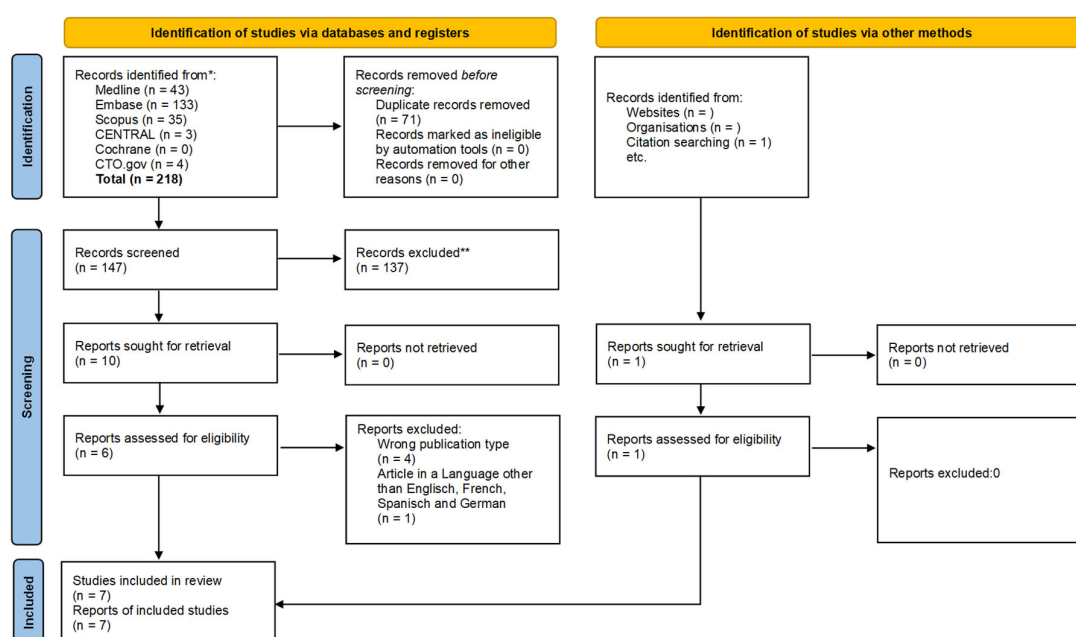 Identification of studies via databases and registers
Identification of studies via other methods
Identification
Records identified from*:
Medline (n = 43)
Embase (n = 133)
Scopus (n = 35)
CENTRAL (n = 3)
Cochrane (n = 0)
CTO.gov (n = 4)
Total (n = 218)
Records removed before
screening:
Duplicate records removed
(n = 71)
Records marked as ineligible
by automation tools (n = 0)
Records removed for other
reasons (n = 0)
Records identified from:
Websites (n = )
Organisations (n = )
Citation searching (n = 1)
etc.
Screening
Records screened
(n = 147)
Records excluded**
(n = 137)
Reports sought for retrieval
(n = 10)
Reports not retrieved
(n = 0)
Reports sought for retrieval
(n = 1)
Reports not retrieved
(n = 0)
Reports assessed for eligibility
(n = 6)
Reports excluded:
Wrong publication type
(n = 4)
Article in a Language other
than Englisch, French,
Spanisch and German
(n = 1)
Reports assessed for eligibility
(n = 1)
Reports excluded:0
Included
Studies included in review
(n = 7)
Reports of included studies
(n = 7)